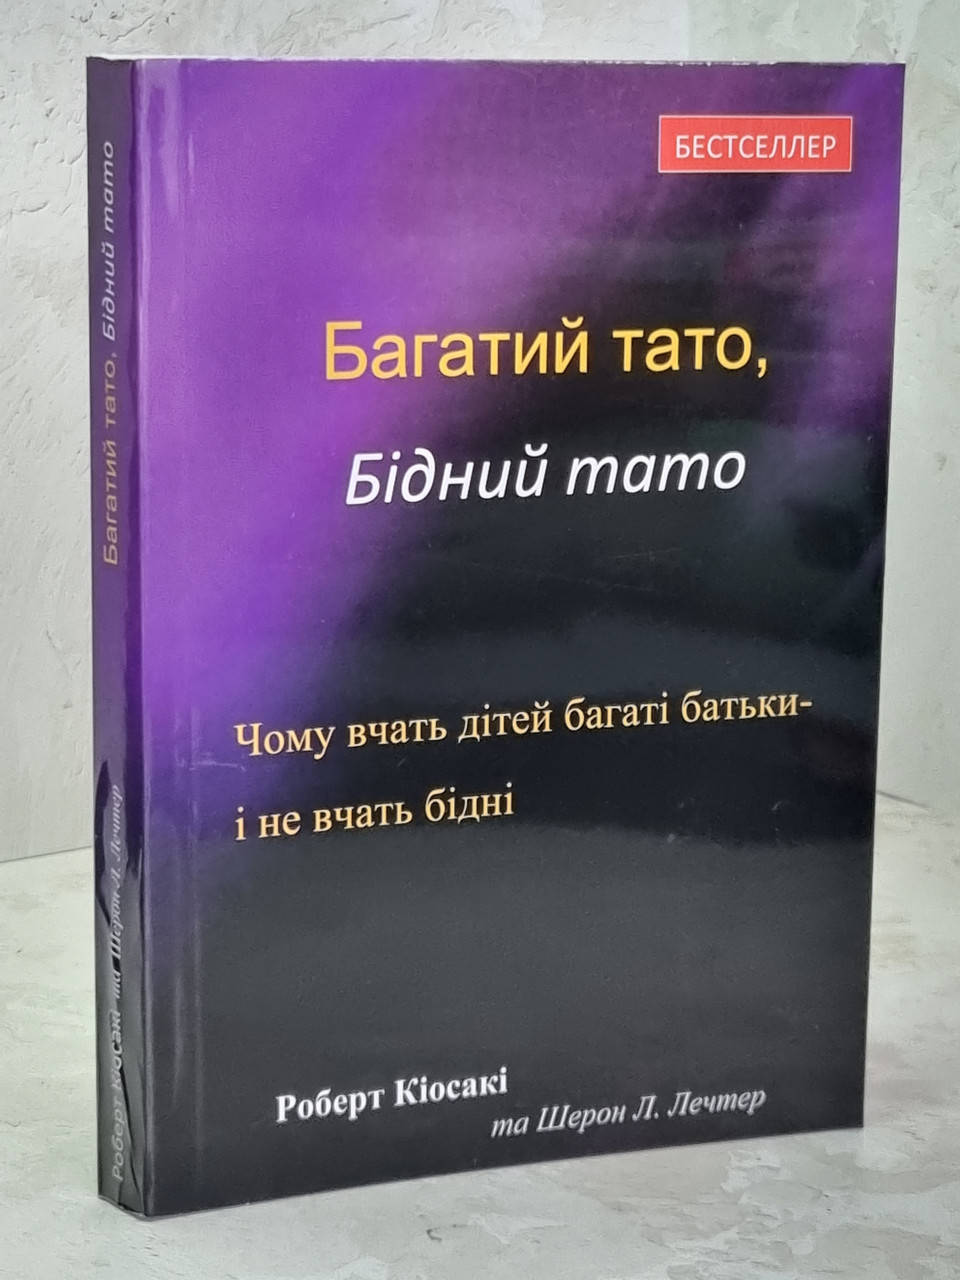 БЕСТСЕЛЛЕР
Багатий тато,
Бідний тато
Чому вчать дітей багаті батьки-
і не вчать бідні
Роберт Кіосакі
та Шерон Л. Лечтер
Багатий тато, Бідний тато
Роберт Кіосакі та Шерон Л. Лечтер